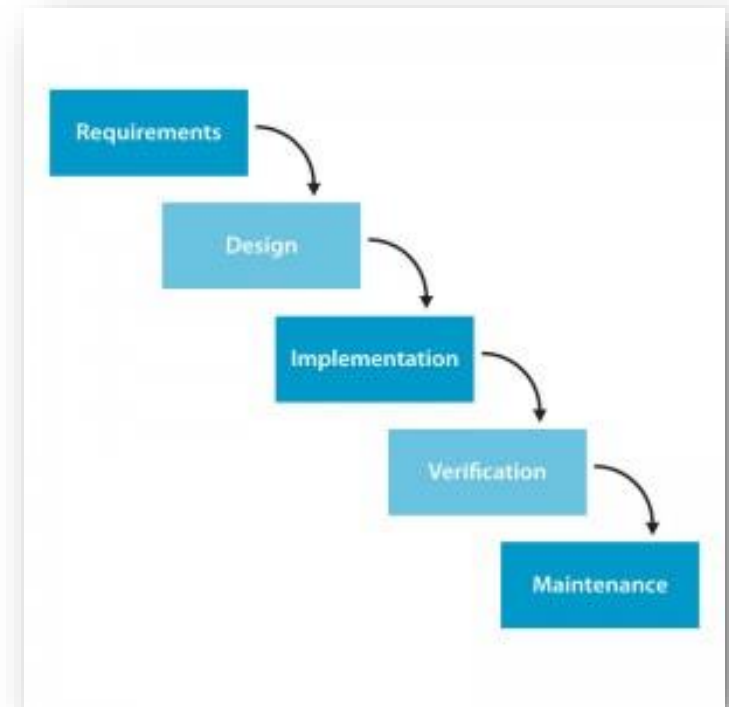 Requirements
Design
Implementation
Verification
Maintenance